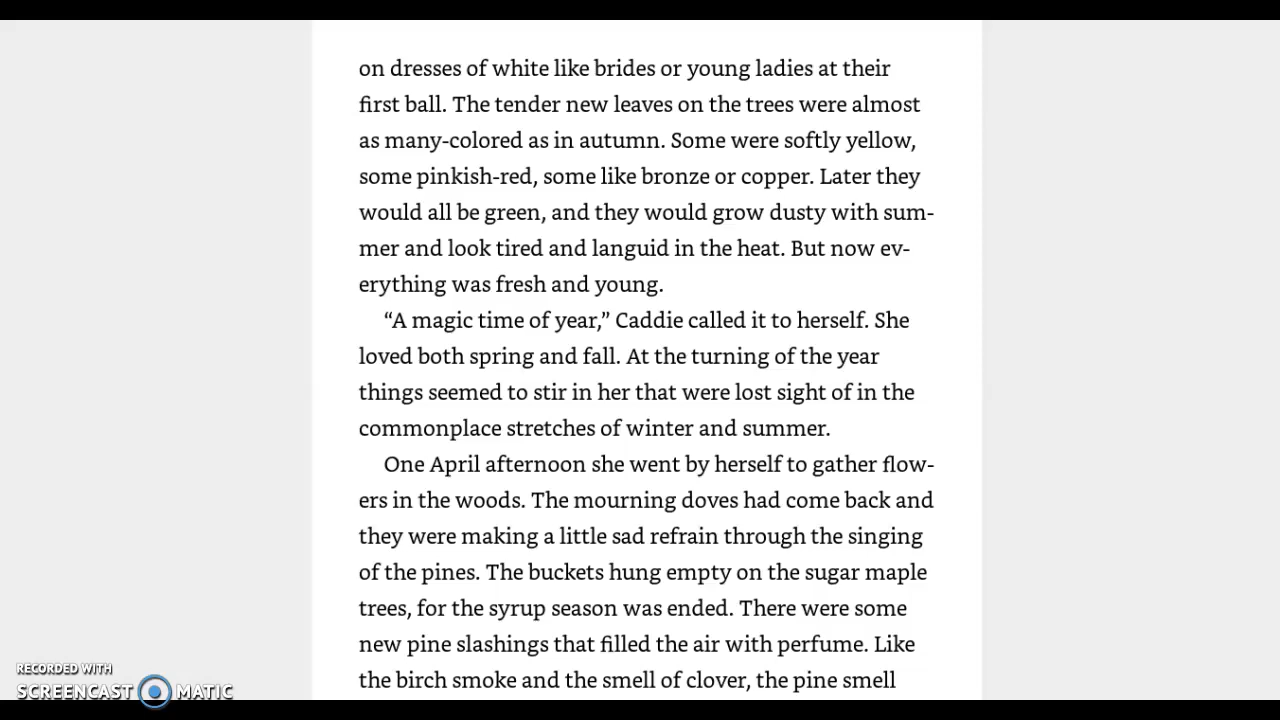 on dresses of white like brides or young ladies at their
first ball. The tender new leaves on the trees were almost
as many-colored as in autumn. Some were softly yellow,
some pinkish-red, some like bronze or copper. Later they
would all be green, and they would grow dusty with sum-
mer and look tired and languid in the heat. But now ev-
erything was fresh and young.
“A magic time of year,” Caddie called it to herself. She
loved both spring and fall. At the turning of the year
things seemed to stir in her that were lost sight of in the
commonplace stretches of winter and summer.
One April afternoon she went by herself to gather flow-
ers in the woods. The mourning doves had come back and
they were making a little sad refrain through the singing
of the pines. The buckets hung empty on the sugar maple
trees, for the syrup season was ended. There were some
new pine slashings that filled the air with perfume. Like
the birch smoke and the smell of clover, the pine smell
RECORDED WITH
SCREENCAST MATIC